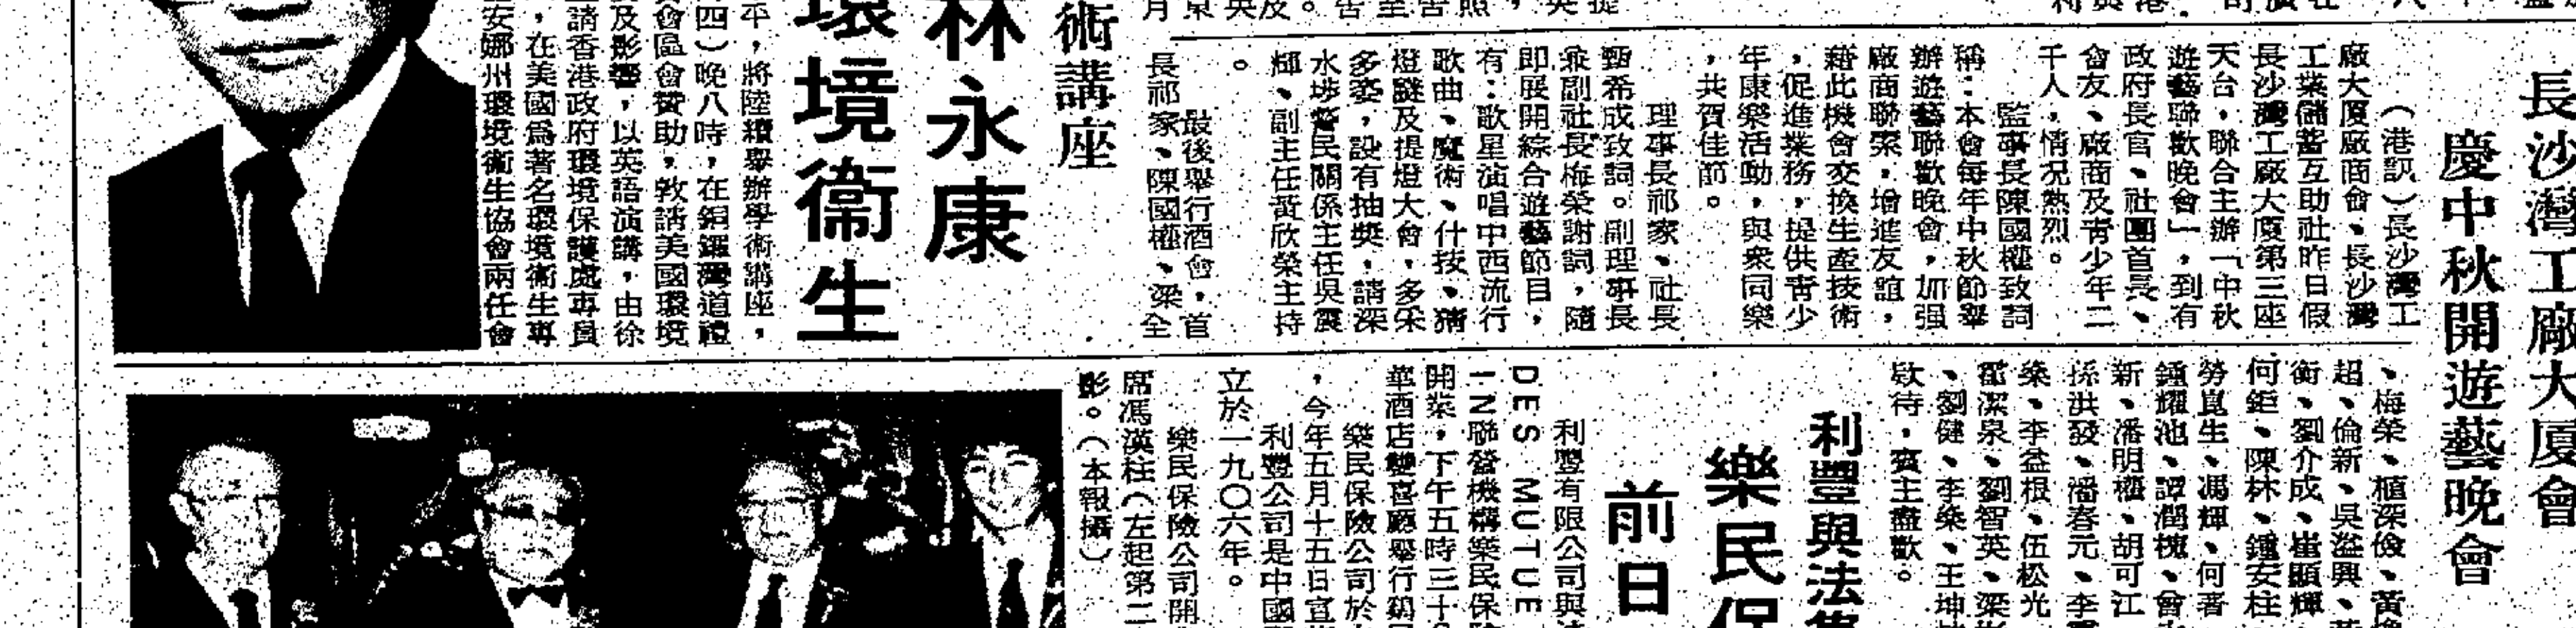 長沙灣工廠大廈會
慶中秋開遊藝晚會
（港訊）長沙灣工
廠大厦廠商會、長沙灣
工業儲蓄互助社昨日假
長沙灣工廠大廈第三座
天台，聯合主辦「中秋
遊藝聯歡晚會」，到有
政府長官、社團首長、
會友、廠商及青少年二
千人，情况熱烈。
監事長陳國權致詞
稱：本會每年中秋節舉
辦遊藝聯歡晚會，加强
廠商聯索，增進友誼，
藉此機會交換生產技術
，促進業務，提供青少
年康樂活動，與衆同樂
，共賀佳節。
理事長祁家、社長
甄希成致詞。副理事長
兼副社長梅榮謝詞，隨
即展開綜合遊藝節目，
有：歌星演唱中西流行
歌曲、魔術、什技、猜
燈謎及提燈大會，多采
多姿，設有抽獎，請深
水埗警民關係主任吳震
輝、副主任黃欣榮主持
。
最後舉行酒會，首
長祁家、陳國權、梁全
、梅榮、植深儉、黃
超、倫新、吳溢興、
衡、劉介成、崔顯輝
何鉅、陳林、鍾安柱
勞崑生、馮輝、何著
鍾耀池、譚潤槐、曾
新、潘明權、胡可江
孫洪發、潘春元、李
樂、李益根、伍松光
鄧潔泉、劉智英、梁
、劉健、李燊、王坤
欵待，賓主盡歡。
術講座
林永康
環境衞生
平，將陸續舉辦學術講座，
四）晚八時，在銅鑼灣道禮
會區會贊助，敦請美國環境
及影響，以英語演講，由徐
請香港政府環境保護處專員
，在美國爲著名環境衞生專
安娜州環境衞生協會兩任會
利豐與法
樂民保
前日
利豐有限公司與
DES MUTUE
IN聯營機構樂民保
開業，下午五時三十
華酒店雙喜廳舉行鷄
樂民保險公司於
，今年五月十五日宣
利豐公司是中國
立於一九〇六年。
樂民保險公司開
席馮漢柱（左起第二
影。（本報攝）